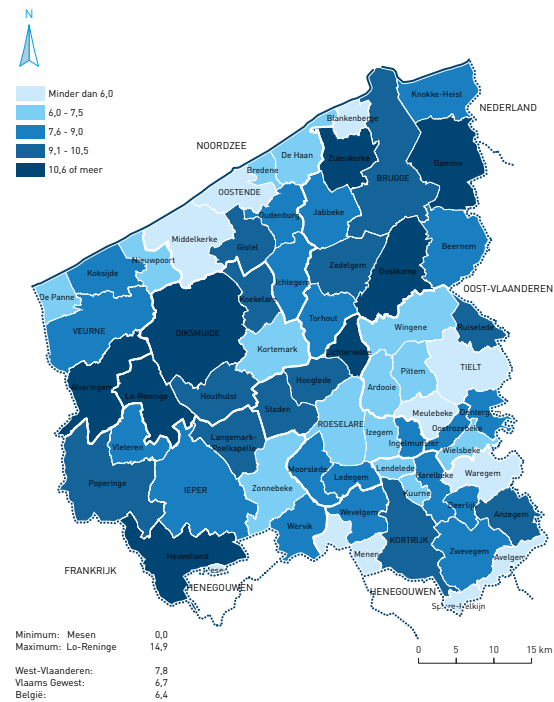 N
Minder dan 6,0
6,0 - 7,5
7,6 - 9,0
9,1 - 10,5
10,6 of meer
NOORDZEE
NEDERLAND
OOST-VLAANDEREN
FRANKRIJK
HENEGOUWEN
HENEGOUWEN
Knokke-Heist
Blankenberge
De Haan
Zuienkerke
Damme
Bredene
BRUGGE
OOSTENDE
Oudenburg
Jabbeke
Middelkerke
Gistel
Beernem
Nieuwpoort
Koksijde
Zedelgem
Oostkamp
Ichtegem
De Panne
Koekelare
VEURNE
DIKSMUIDE
Torhout
Wingene
Ruiselede
Kortemark
Lichtervelde
TIELT
Pittem
Alveringem
Lo-Reninge
Houthulst
Hooglede
Ardooie
Staden
Meulebeke
Dentergem
ROESELARE
Oostrozebeke
Izegem
Langemark-
Poelkapelle
Vleteren
Ingelmunster
Wielsbeke
Moorslede
Ledegem
Lendelede
Harelbeke
Waregem
Poperinge
IEPER
Zonnebeke
Kuurne
Deerlijk
Wevelgem
Anzegem
Wervik
KORTRIJK
Heuvelland
Menen
Zwevegem
Avelgem
Mesen
Spiere-Helkijn
0 5 10 15 km
Minimum: Mesen 0,0
Maximum: Lo-Reninge 14,9
West-Vlaanderen: 7,8
Vlaams Gewest: 6,7
België: 6,4